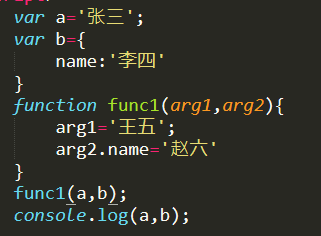 var a='张三';
var b={
name:'李四'
}
function func1(arg1,arg2){
arg1='王五';
arg2.name='赵六'
}
func1(a,b);
console.log(a,b);